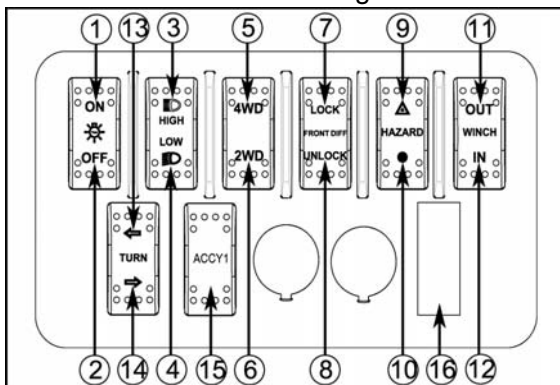 1 13 3 5 7 9 11
ON
OFF
HIGH
LOW
4WD
2WD
LOCK
FRONT DIFF
UNLOCK
HAZARD
OUT
WINCH
IN
TURN
ACCY1
2 14 4 15 6 8 10 16 12